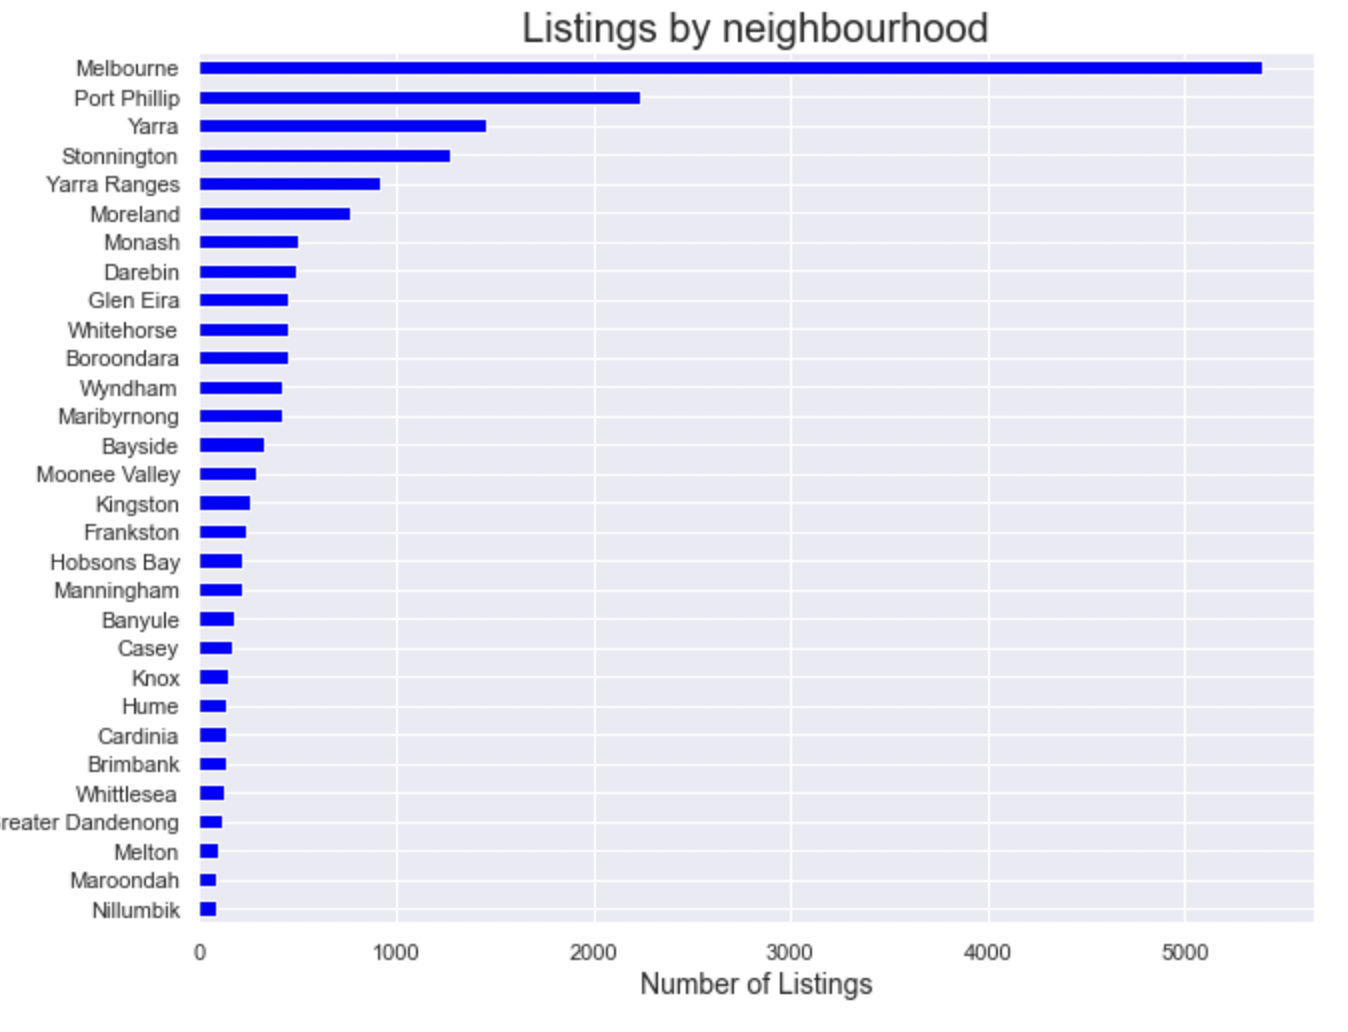 Listings by neighbourhood
Melbourne
Port Phillip
Yarra
Stonnington
Yarra Ranges
Moreland
Monash
Darebin
Glen Eira
Whitehorse
Boroondara
Wyndham
Maribyrnong
Bayside
Moonee Valley
Kingston
Frankston
Hobsons Bay
Manningham
Banyule
Casey
Knox
Hume
Cardinia
Brimbank
Whittlesea
reater Dandenong
Melton
Maroondah
Nillumbik
0 1000 2000 3000 4000 5000
Number of Listings